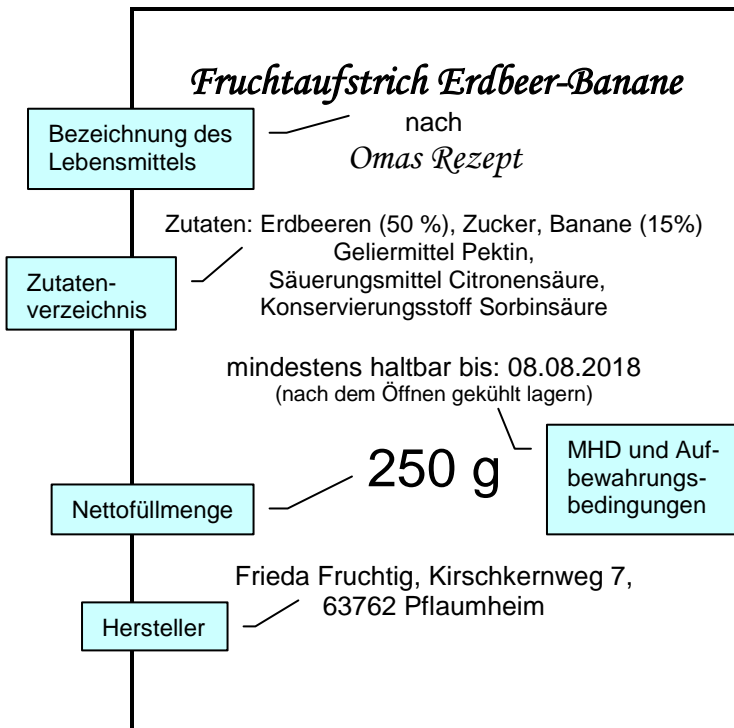 Fruchtaufstrich Erdbeer-Banane
nach
Omas Rezept
Bezeichnung des
Lebensmittels
Zutaten: Erdbeeren (50 %), Zucker, Banane (15%)
Geliermittel Pektin,
Säuerungsmittel Citronensäure,
Konservierungsstoff Sorbinsäure
Zutaten-
verzeichnis
mindestens haltbar bis: 08.08.2018
(nach dem Öffnen gekühlt lagern)
MHD und Auf-
bewahrungs-
bedingungen
250 g
Nettofüllmenge
Frieda Fruchtig, Kirschkernweg 7,
63762 Pflaumheim
Hersteller